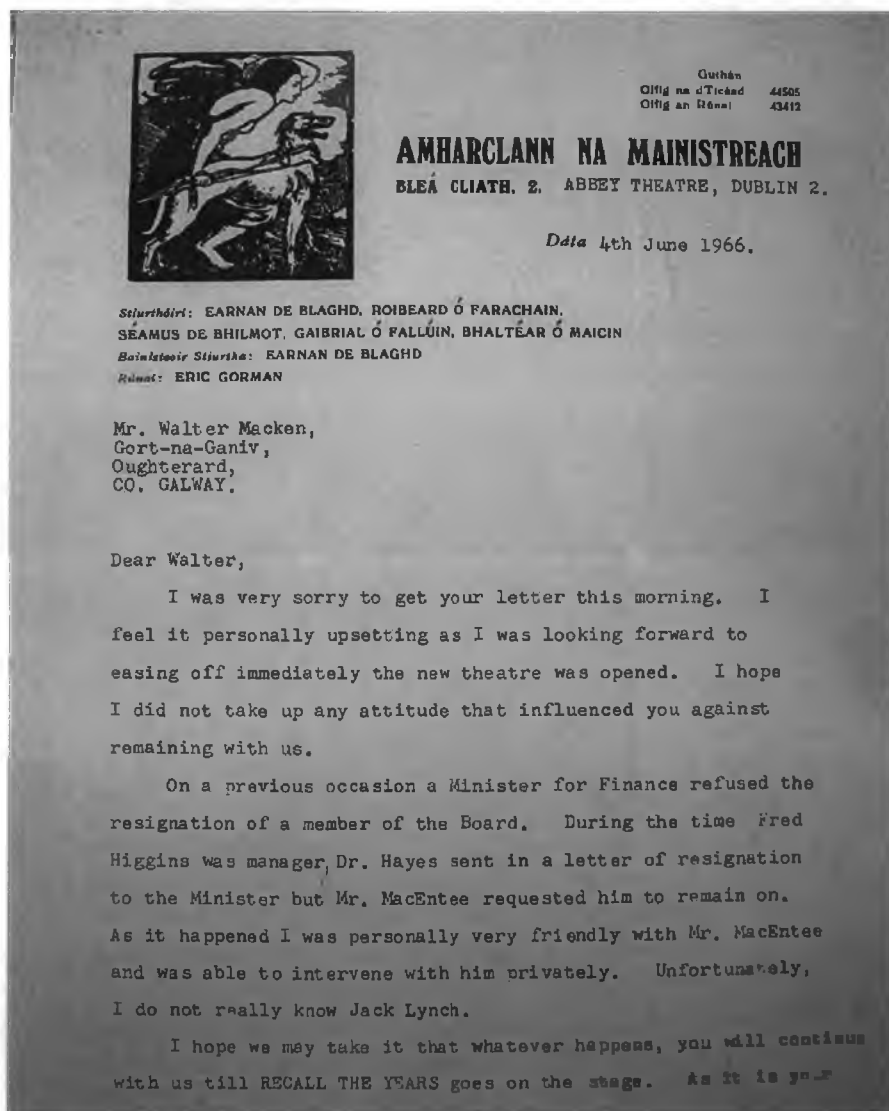 Guthán
Oifig na dTicéad 44505
Oifig an Rúnaí 43412
AMHARCLANN NA MAINISTREACH
BLEÁ CLIATH, 2. ABBEY THEATRE, DUBLIN 2.
Dáta 4th June 1966.
Stiurthóirí: EARNAN DE BLAGHD, ROIBEARD Ó FARACHAIN,
SÉAMUS DE BHILMOT, GAIBRIAL Ó FALLÚIN, BHALTÉAR Ó MAICIN
Bainisteoir Stiurtha: EARNAN DE BLAGHD
Rúnaí: ERIC GORMAN
Mr. Walter Macken,
Gort-na-Ganiv,
Oughterard,
CO. GALWAY.
Dear Walter,
I was very sorry to get your letter this morning. I
feel it personally upsetting as I was looking forward to
easing off immediately the new theatre was opened. I hope
I did not take up any attitude that influenced you against
remaining with us.
On a previous occasion a Minister for Finance refused the
resignation of a member of the Board. During the time Fred
Higgins was manager, Dr. Hayes sent in a letter of resignation
to the Minister but Mr. MacEntee requested him to remain on.
As it happened I was personally very friendly with Mr. MacEntee
and was able to intervene with him privately. Unfortunately,
I do not really know Jack Lynch.
I hope we may take it that whatever happens, you will continue
with us till RECALL THE YEARS goes on the stage. As it is your